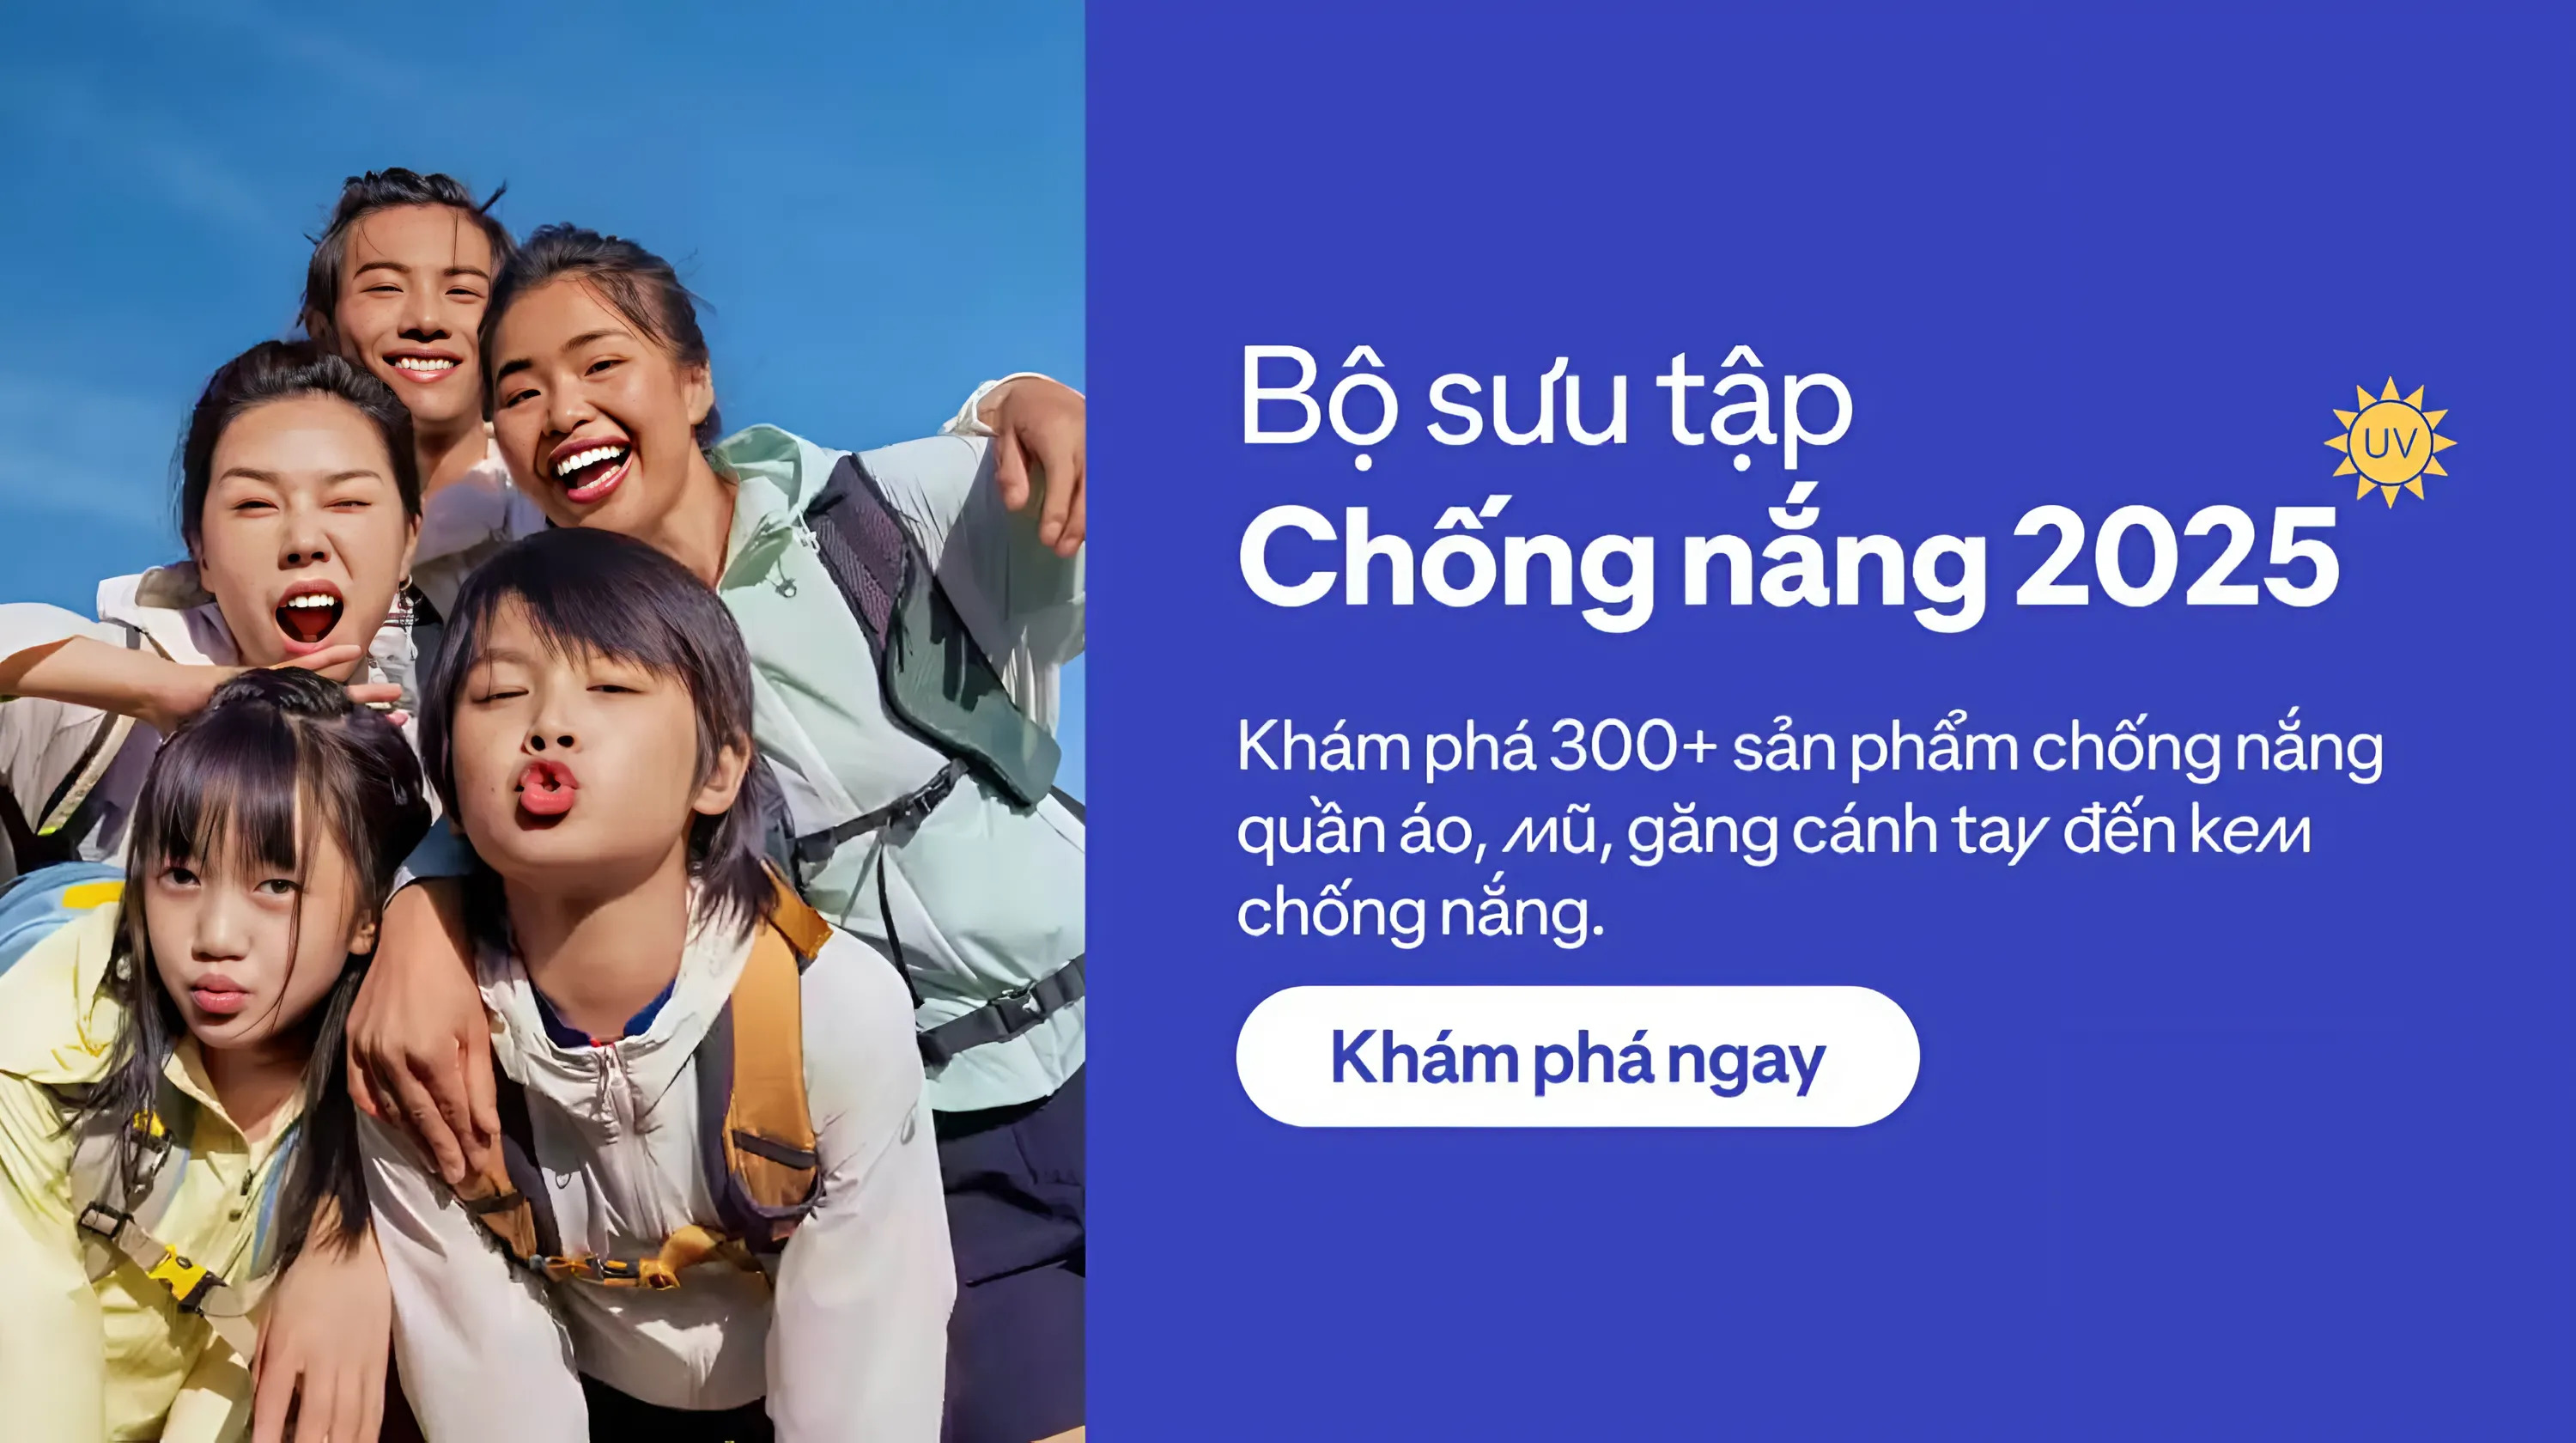 Bộ sưu tập
UV
Chống nắng 2025
Khám phá 300+ sản phẩm chống nắng
quần áo, mũ, găng cánh tay đến kem
chống nắng.
Khám phá ngay